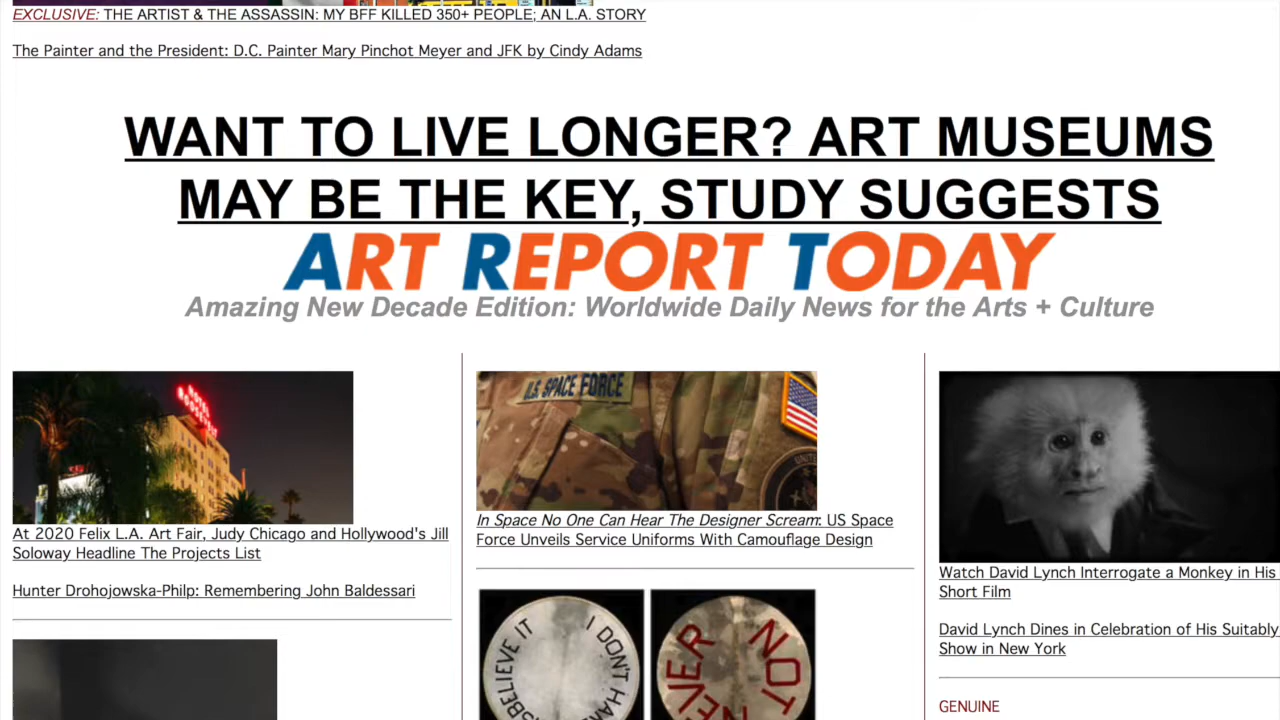 EXCLUSIVE: THE ARTIST & THE ASSASSIN: MY BFF KILLED 350+ PEOPLE; AN L.A. STORY
The Painter and the President: D.C. Painter Mary Pinchot Meyer and JFK by Cindy Adams
WANT TO LIVE LONGER? ART MUSEUMS
MAY BE THE KEY, STUDY SUGGESTS
ART REPORT TODAY
Amazing New Decade Edition: Worldwide Daily News for the Arts + Culture
HOTEL
ROOSEVELT
At 2020 Felix L.A. Art Fair, Judy Chicago and Hollywood's Jill
Soloway Headline The Projects List
Hunter Drohojowska-Philp: Remembering John Baldessari
U.S. SPACE FORCE
In Space No One Can Hear The Designer Scream: US Space
Force Unveils Service Uniforms With Camouflage Design
I DON'T
BELIEVE IT
NOT
NEVER
Watch David Lynch Interrogate a Monkey in His
Short Film
David Lynch Dines in Celebration of His Suitably
Show in New York
GENUINE